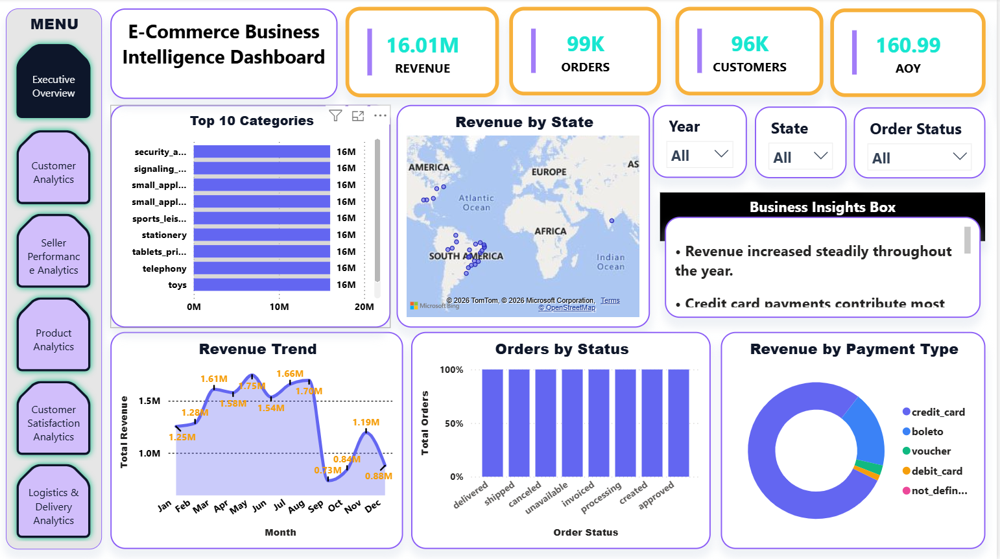 MENU
Executive
Overview
Customer
Analytics
Seller
Performanc
e Analytics
Product
Analytics
Customer
Satisfaction
Analytics
Logistics &
Delivery
Analytics
E-Commerce Business
Intelligence Dashboard
16.01M
REVENUE
99K
ORDERS
96K
CUSTOMERS
160.99
AOY
Top 10 Categories
security_a... 16M
signaling_... 16M
small_appl... 16M
small_appl... 16M
sports_leis... 16M
stationery 16M
tablets_pri... 16M
telephony 16M
toys 16M
0M 10M 20M
Revenue by State
AMERICA
EUROPE
AS
Atlantic
Ocean
AFRICA
SOUTH AMERICA
Indian
Ocean
Microsoft Bing
© 2026 TomTom, © 2026 Microsoft Corporation, Terms
© OpenStreetMap
Year
All
State
All
Order Status
All
Business Insights Box
• Revenue increased steadily throughout
the year.
• Credit card payments contribute most
Revenue Trend
Total Revenue
1.5M
1.0M
1.25M
1.28M
1.61M
1.58M
1.75M
1.54M
1.66M
1.70M
0.73M
0.84M
1.19M
0.88M
Jan Feb Mar Apr May Jun Jul Aug Sep Oct Nov Dec
Month
Orders by Status
Total Orders
100%
50%
0%
delivered shipped canceled unavailable invoiced processing created approved
Order Status
Revenue by Payment Type
credit_card
boleto
voucher
debit_card
not_defin...